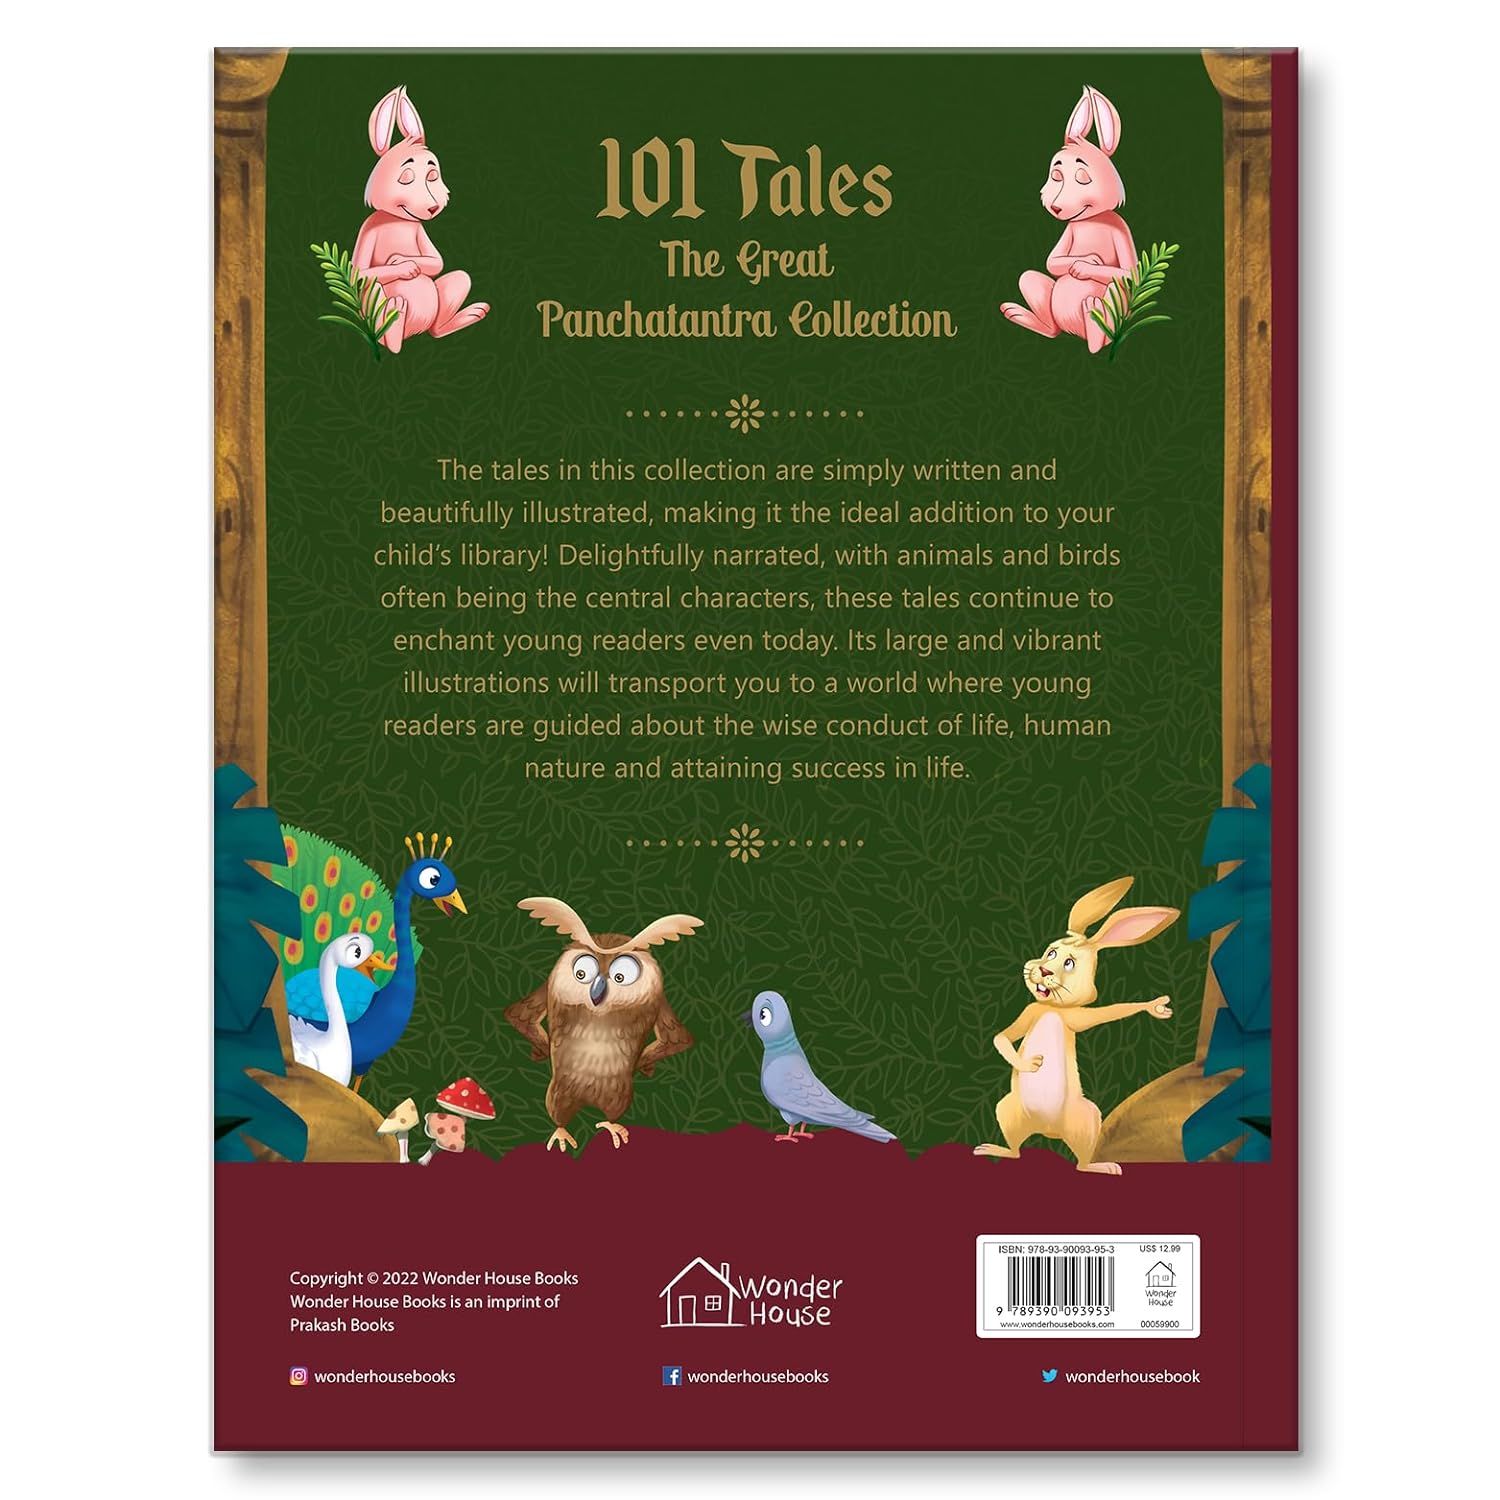 101 Tales
The Great
Panchatantra Collection
The tales in this collection are simply written and
beautifully illustrated, making it the ideal addition to your
child's library! Delightfully narrated, with animals and birds
often being the central characters, these tales continue to
enchant young readers even today. Its large and vibrant
illustrations will transport you to a world where young
readers are guided about the wise conduct of life, human
nature and attaining success in life.
Copyright © 2022 Wonder House Books
Wonder House Books is an imprint of
Prakash Books
Wonder
House
ISBN: 978-93-90093-95-3
US$ 12.99
Wonder
House
9 789390 093953
www.wonderhousebooks.com
00059900
wonderhousebooks
wonderhousebooks
wonderhousebook